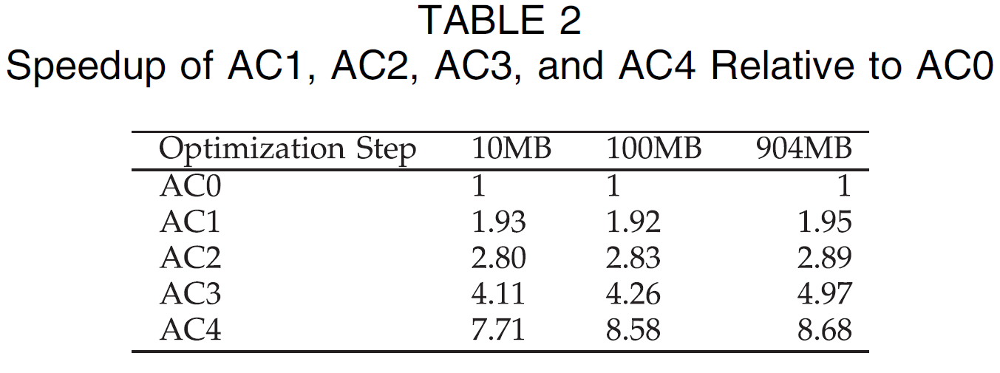 TABLE 2
Speedup of AC1, AC2, AC3, and AC4 Relative to AC0
Optimization Step 10MB 100MB 904MB
AC0 1 1 1
AC1 1.93 1.92 1.95
AC2 2.80 2.83 2.89
AC3 4.11 4.26 4.97
AC4 7.71 8.58 8.68